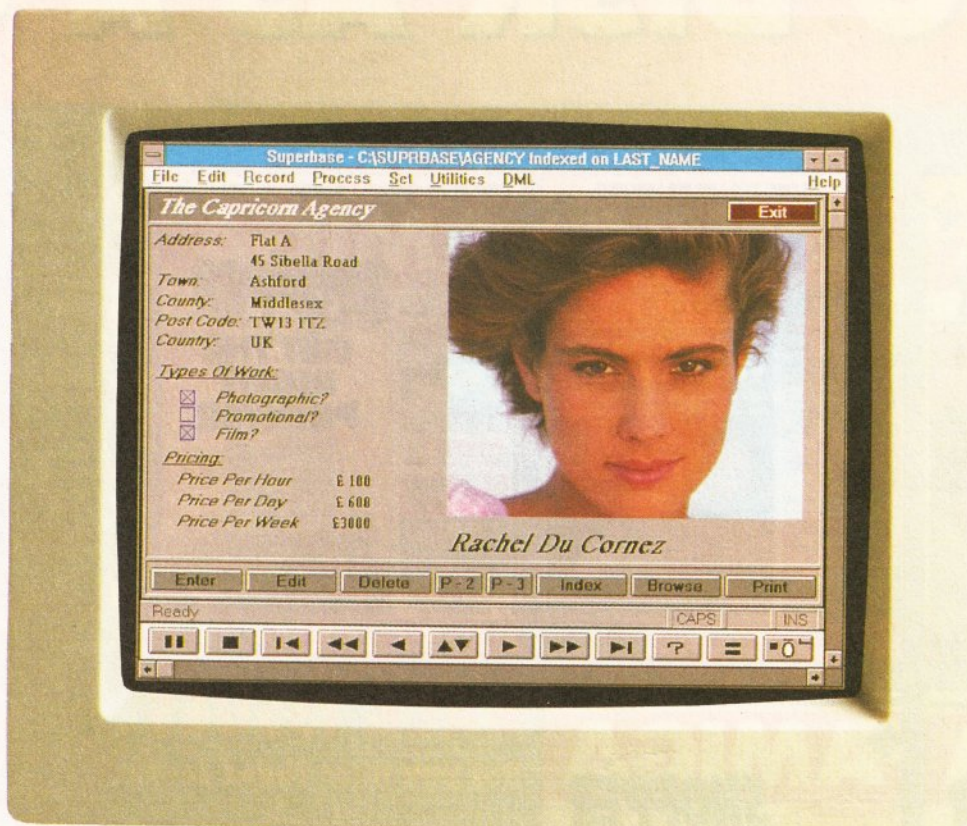 Superbase - C:\SUPRBASE\AGENCY Indexed on LAST_NAME
File Edit Record Process Set Utilities DML Help
The Capricorn Agency Exit
Address: Flat A
45 Sibella Road
Town: Ashford
County: Middlesex
Post Code: TW13 1TZ
Country: UK
Types Of Work:
Photographic?
Promotional?
Film?
Pricing:
Price Per Hour £ 100
Price Per Day £ 600
Price Per Week £3000
Rachel Du Cornez
Enter Edit Delete P - 2 P - 3 Index Browse Print
Ready CAPS INS